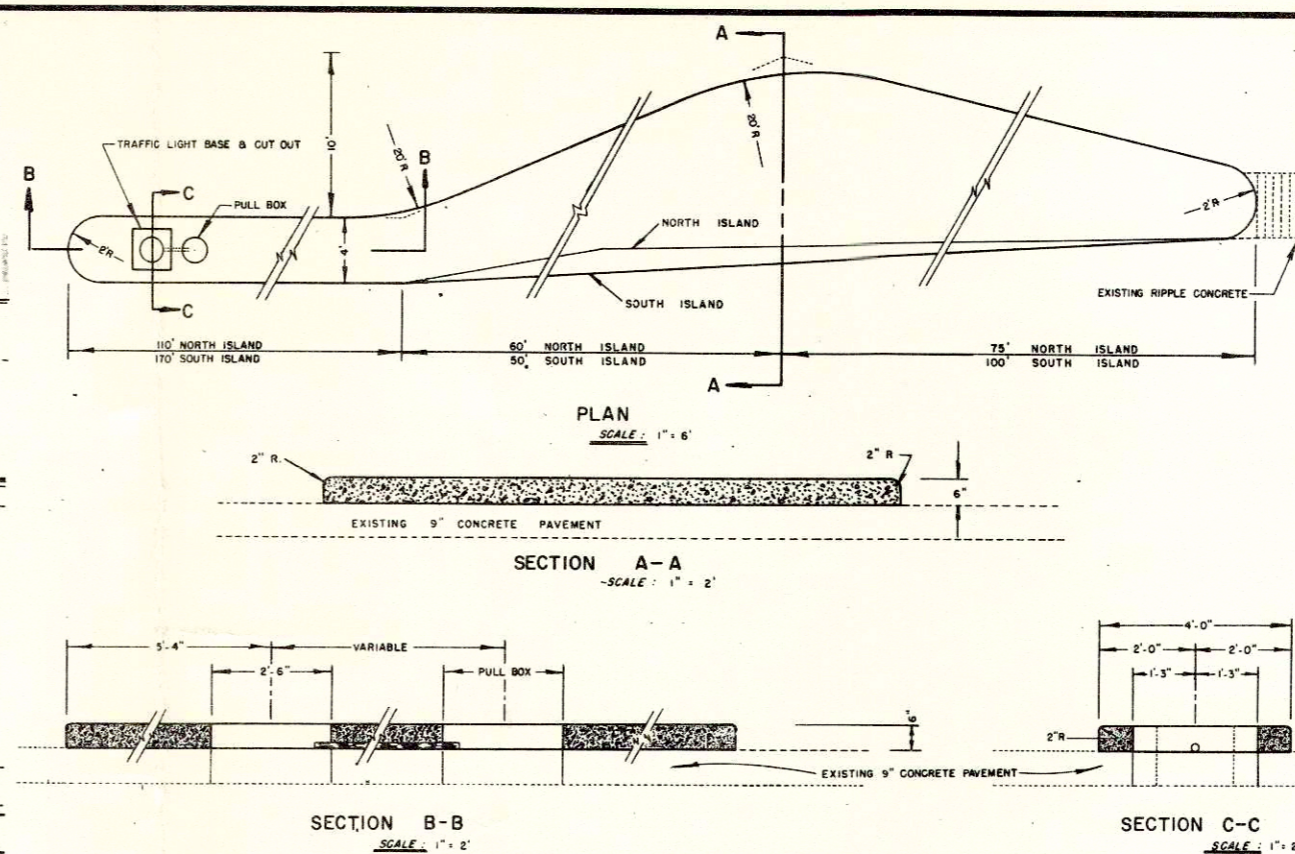 A
10'
TRAFFIC LIGHT BASE & CUT OUT
20' R
20' R
B
B
C
PULL BOX
2' R
4'
2' R
NORTH ISLAND
SOUTH ISLAND
C
EXISTING RIPPLE CONCRETE
110' NORTH ISLAND
170' SOUTH ISLAND
60' NORTH ISLAND
50' SOUTH ISLAND
75' NORTH ISLAND
100' SOUTH ISLAND
A
PLAN
SCALE: 1" = 6'
2" R.
2" R
6"
EXISTING 9" CONCRETE PAVEMENT
SECTION A-A
SCALE: 1" = 2'
5'-4"
VARIABLE
2'-6"
PULL BOX
6"
4'-0"
2'-0"
2'-0"
1'-3"
1'-3"
2"R
EXISTING 9" CONCRETE PAVEMENT
SECTION B-B
SCALE: 1" = 2'
SECTION C-C
SCALE: 1" = 2